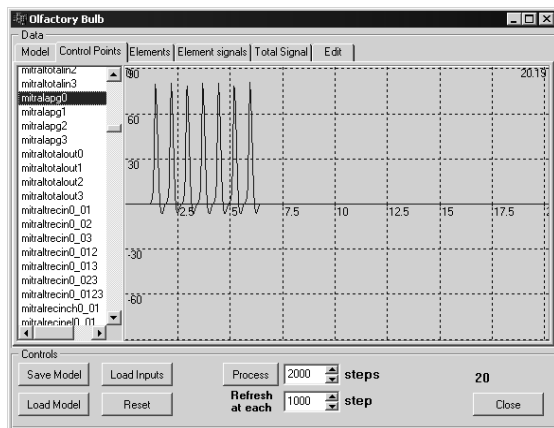 Olfactory Bulb
Data
Model Control Points Elements Element signals Total Signal Edit
mitraltotalin2
mitraltotalin3
mitralapg0
mitralapg1
mitralapg2
mitralapg3
mitraltotalout0
mitraltotalout1
mitraltotalout2
mitraltotalout3
mitraltrecin0_01
mitraltrecin0_02
mitraltrecin0_03
mitraltrecin0_012
mitraltrecin0_013
mitraltrecin0_023
mitraltrecin0_0123
mitralrecinch0_01
mitralrecinel0_01
90 20.19
60
30
2.5 5 7.5 10 12.5 15 17.5
-30
-60
Controls
Save Model Load Inputs Process 2000 steps 20
Load Model Reset Refresh at each 1000 step Close